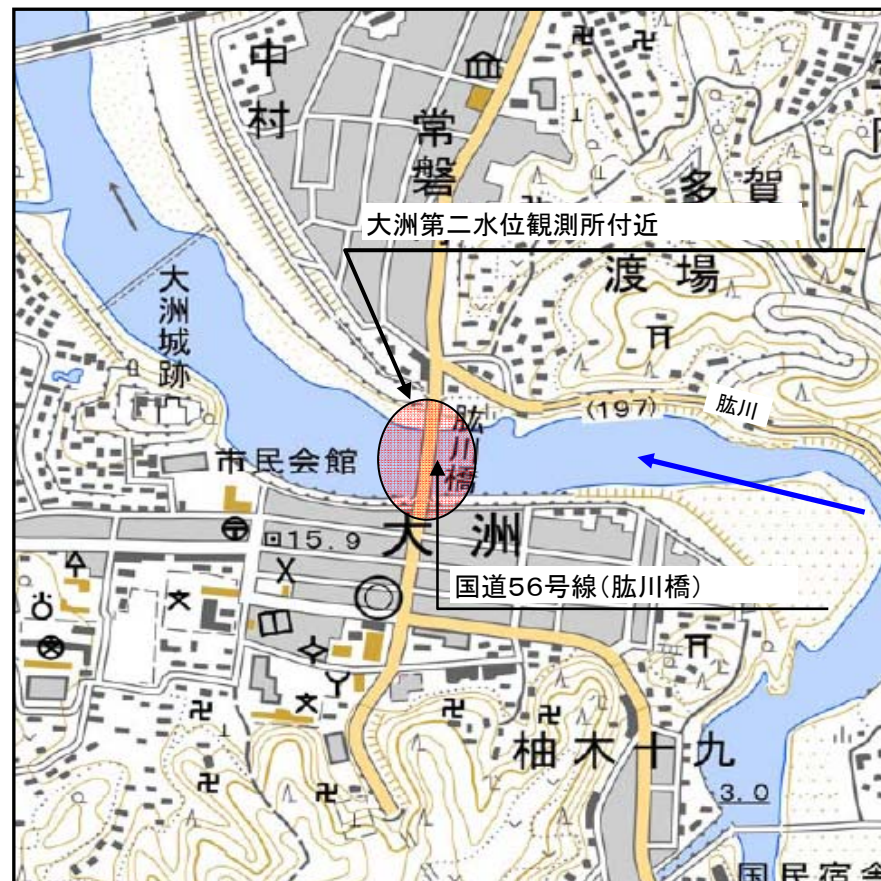 中村
常磐
多賀
大洲第二水位観測所付近
渡場
大洲城跡
(197)
肱川
肱川橋
市民会館
15.9
大洲
国道56号線(肱川橋)
柚木十九
3.0
国民宿舎